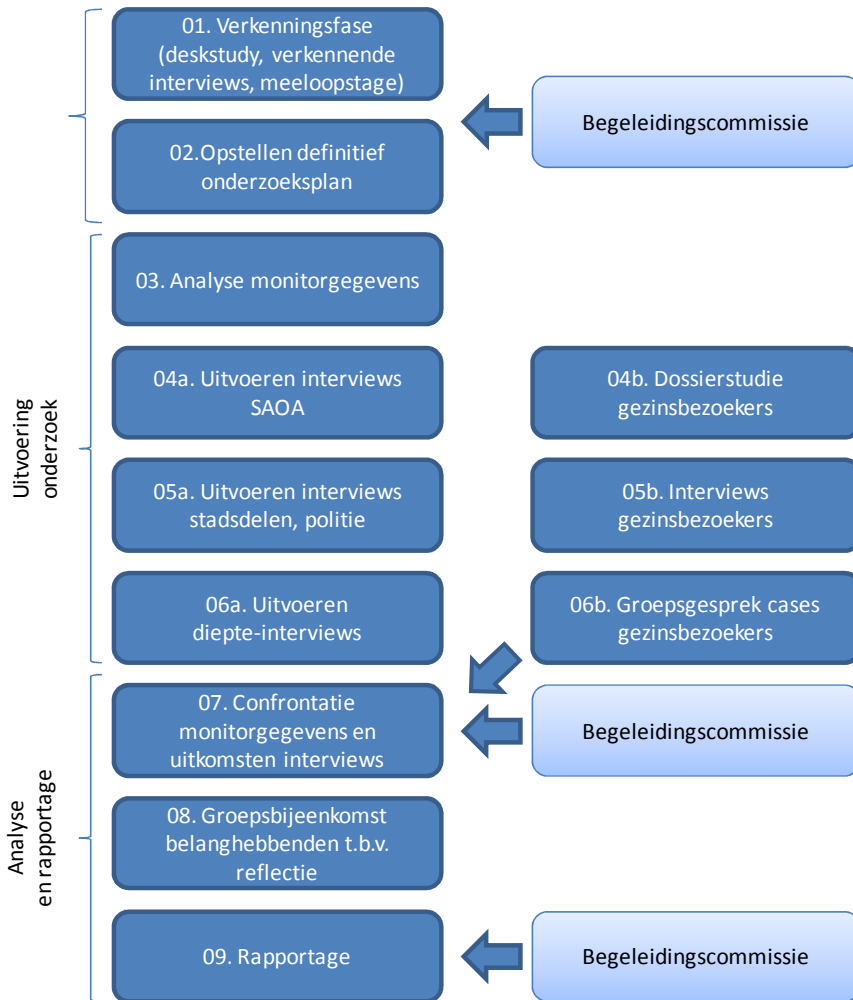 01. Verkenningsfase
(deskstudy, verkennende
interviews, meeloopstage)
Begeleidingscommissie
02.Opstellen definitief
onderzoeksplan
Uitvoering
onderzoek
03. Analyse monitorgegevens
04a. Uitvoeren interviews
SAOA
04b. Dossierstudie
gezinsbezoekers
05a. Uitvoeren interviews
stadsdelen, politie
05b. Interviews
gezinsbezoekers
06a. Uitvoeren
diepte-interviews
06b. Groepsgesprek cases
gezinsbezoekers
Analyse
en rapportage
07. Confrontatie
monitorgegevens en
uitkomsten interviews
Begeleidingscommissie
08. Groepsbijeenkomst
belanghebbenden t.b.v.
reflectie
09. Rapportage
Begeleidingscommissie